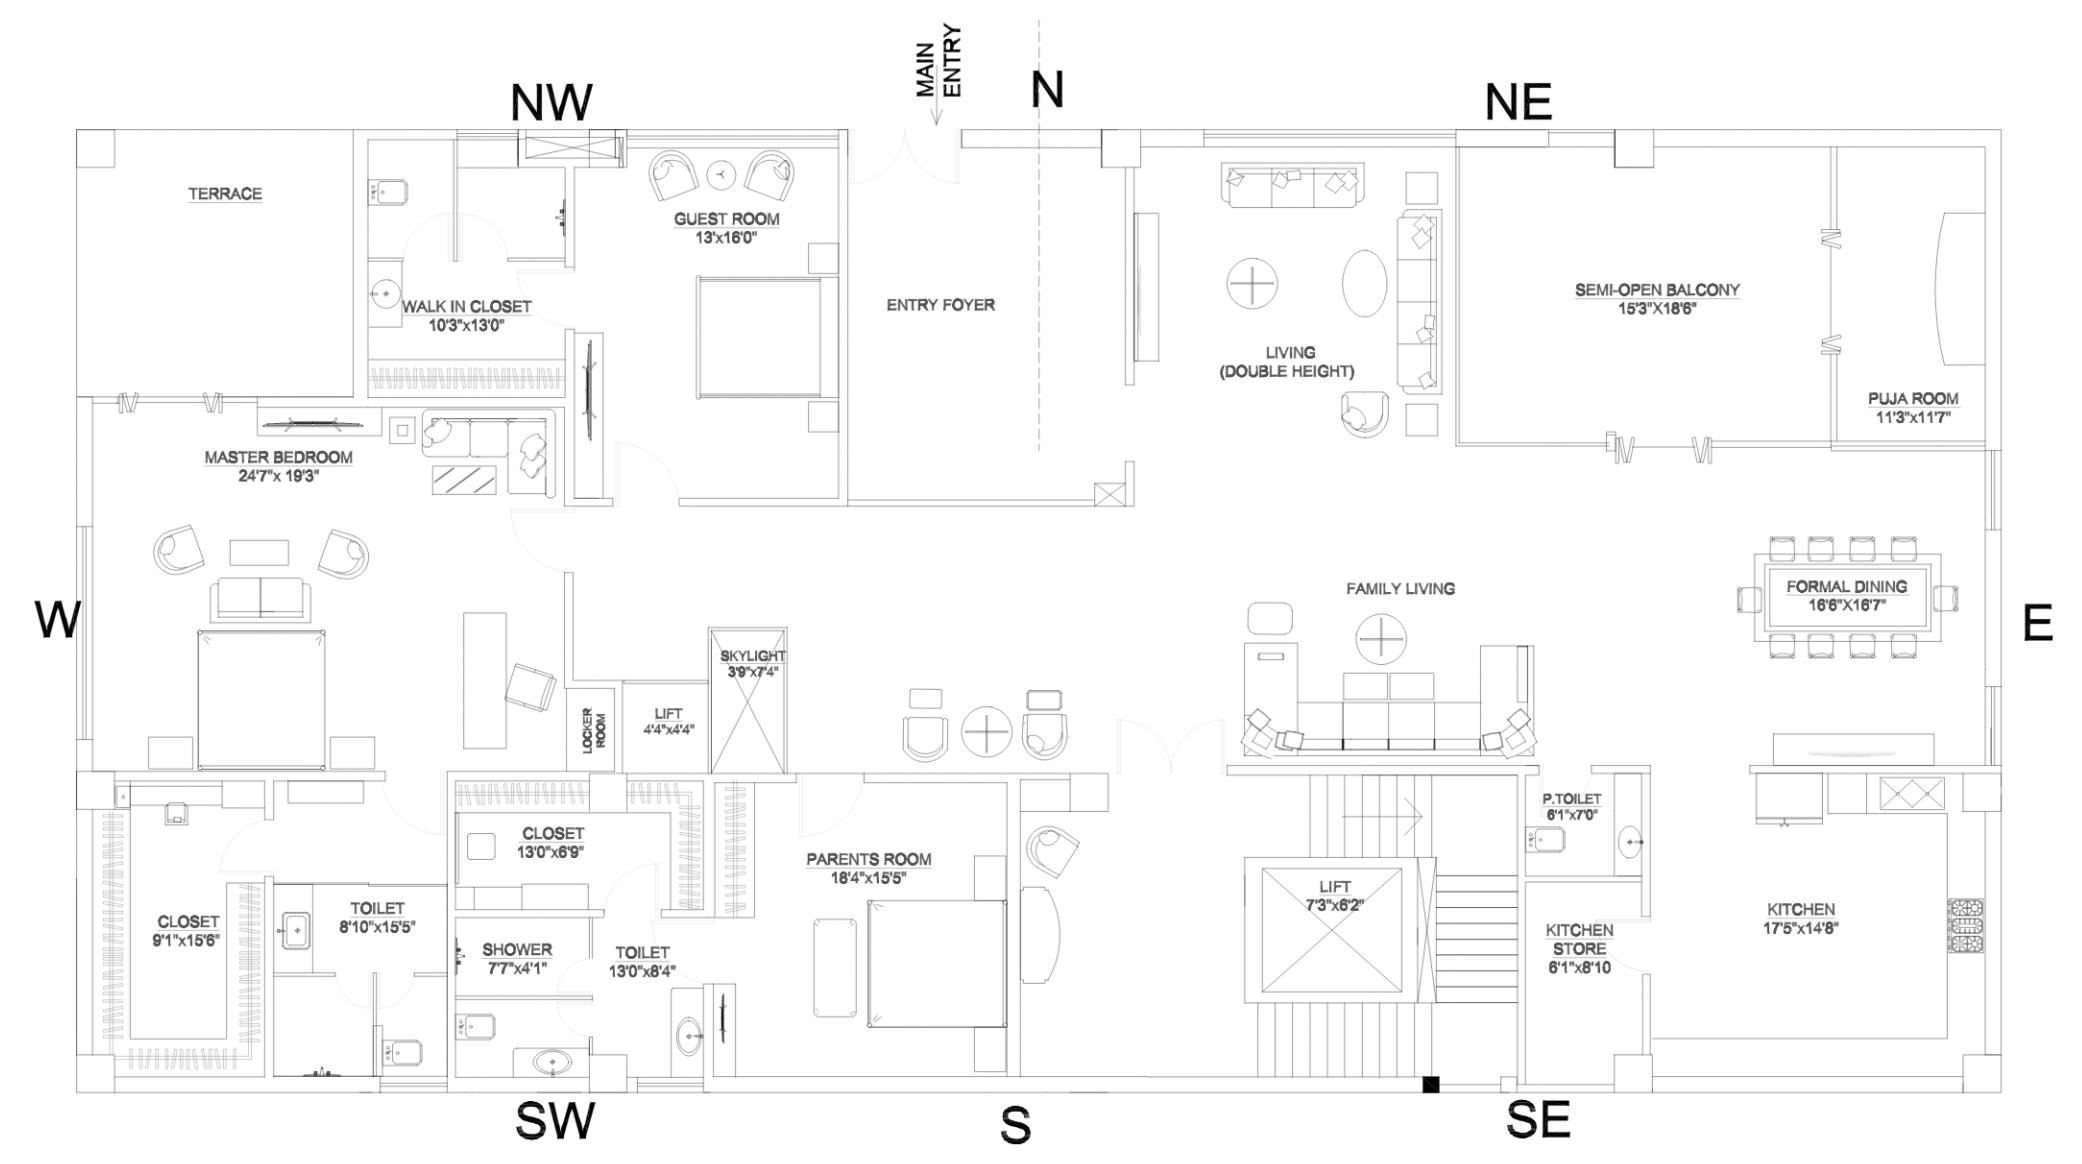 MAIN
ENTRY
NW
N
NE
TERRACE
GUEST ROOM
13'x16'0"
WALK IN CLOSET
10'3"x13'0"
ENTRY FOYER
LIVING
(DOUBLE HEIGHT)
SEMI-OPEN BALCONY
15'3"X18'6"
PUJA ROOM
11'3"x11'7"
MASTER BEDROOM
24'7"x 19'3"
W
FAMILY LIVING
FORMAL DINING
16'6"X16'7"
E
SKYLIGHT
3'9"x7'4"
LOCKER
ROOM
LIFT
4'4"x4'4"
CLOSET
13'0"x6'9"
PARENTS ROOM
18'4"x15'5"
P.TOILET
6'1"x7'0"
CLOSET
9'1"x15'6"
TOILET
8'10"x15'5"
SHOWER
7'7"x4'1"
TOILET
13'0"x8'4"
LIFT
7'3"x6'2"
KITCHEN
STORE
6'1"x8'10
KITCHEN
17'5"x14'8"
SW
S
SE